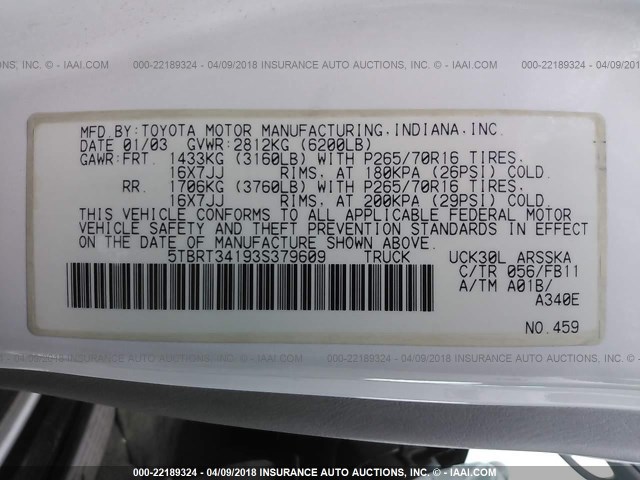 000-22189324 - 04/09/2018 INSURANCE AUTO AUCTIONS, INC. © - IAAI.COM
MFD.BY:TOYOTA MOTOR MANUFACTURING,INDIANA,INC.
DATE 01/03 GVWR:2812KG (6200LB)
GAWR:FRT. 1433KG (3160LB) WITH P265/70R16 TIRES,
16X7JJ RIMS, AT 180KPA (26PSI) COLD.
RR. 1706KG (3760LB) WITH P265/70R16 TIRES,
16X7JJ RIMS, AT 200KPA (29PSI) COLD.
THIS VEHICLE CONFORMS TO ALL APPLICABLE FEDERAL MOTOR
VEHICLE SAFETY AND THEFT PREVENTION STANDARDS IN EFFECT
ON THE DATE OF MANUFACTURE SHOWN ABOVE.
5TBRT34193S379609 TRUCK UCK30L ARSSKA
C/TR 056/FB11
A/TM A01B/
A340E
NO.459
000-22189324 - 04/09/2018 INSURANCE AUTO AUCTIONS, INC. © - IAAI.COM
000-22189324 - 04/09/2018 INSURANCE AUTO AUCTIONS, INC. © - IAAI.COM